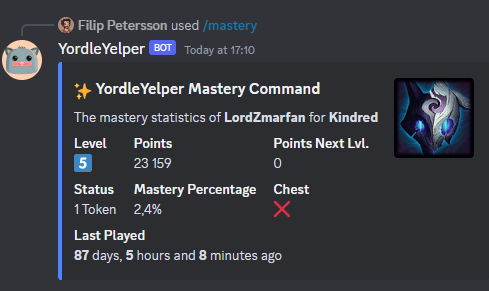 Filip Petersson used /mastery
YordleYelper BOT Today at 17:10
YordleYelper Mastery Command
The mastery statistics of LordZmarfan for Kindred
Level Points Points Next Lvl.
5 23 159 0
Status Mastery Percentage Chest
1 Token 2,4%
Last Played
87 days, 5 hours and 8 minutes ago